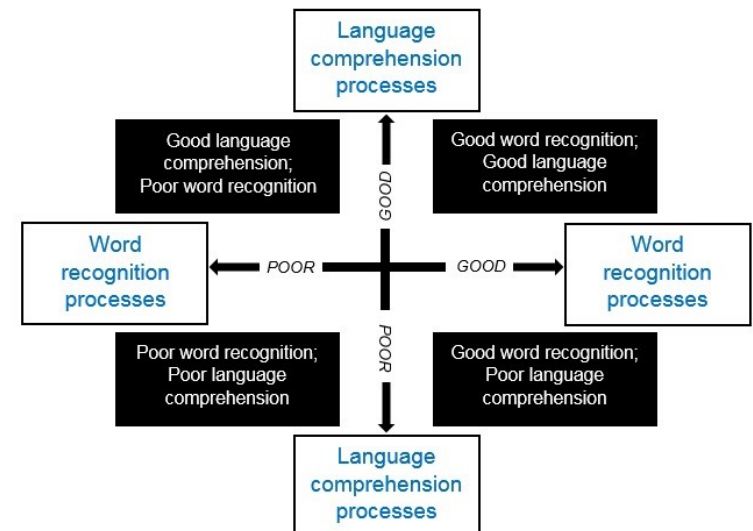 Language
comprehension
processes
Good language
comprehension;
Poor word recognition
GOOD
Good word recognition;
Good language
comprehension
Word
recognition
processes
POOR
GOOD
Word
recognition
processes
Poor word recognition;
Poor language
comprehension
POOR
Good word recognition;
Poor language
comprehension
Language
comprehension
processes